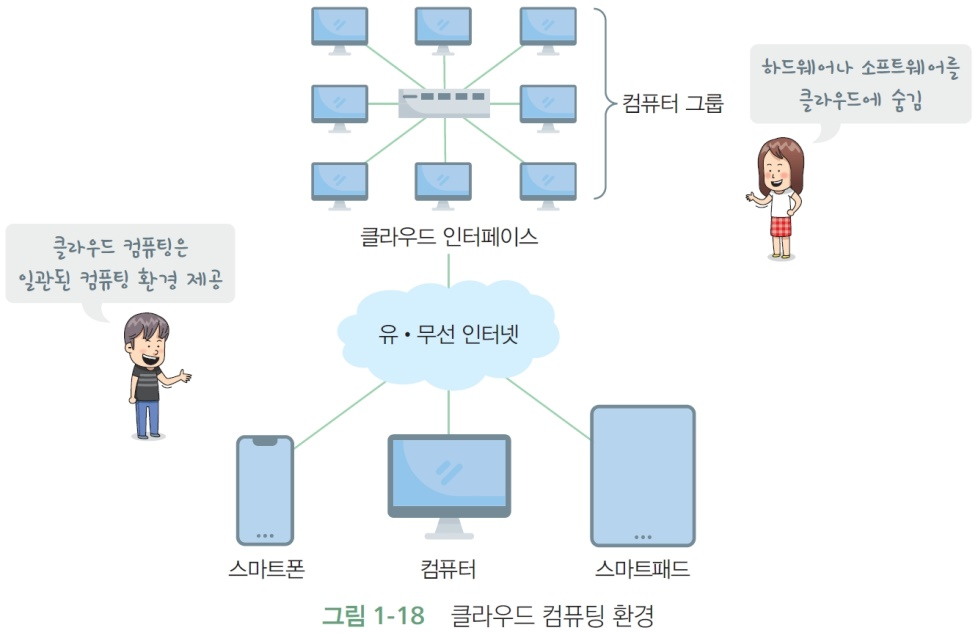 하드웨어나 소프트웨어를
클라우드에 숨김
컴퓨터 그룹
클라우드 인터페이스
클라우드 컴퓨팅은
일관된 컴퓨팅 환경 제공
유·무선 인터넷
스마트폰
컴퓨터
스마트패드
그림 1-18 클라우드 컴퓨팅 환경